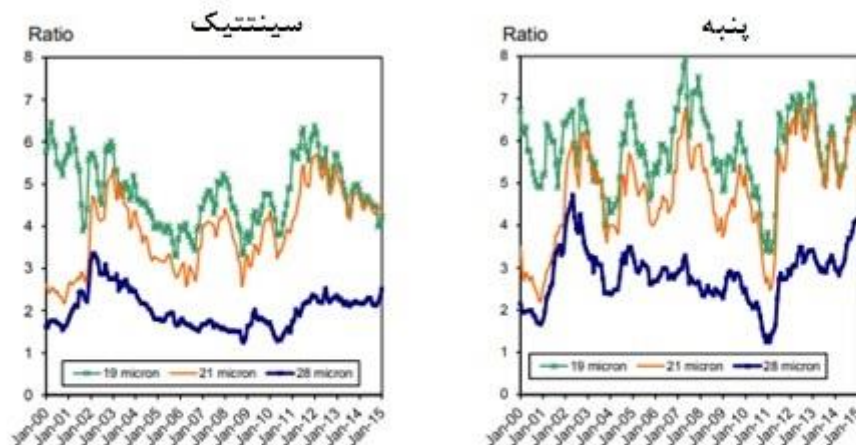 سینتتیک
Ratio
8
7
6
5
4
3
2
1
0
19 micron 21 micron 28 micron
Jan-00 Jan-01 Jan-02 Jan-03 Jan-04 Jan-05 Jan-06 Jan-07 Jan-08 Jan-09 Jan-10 Jan-11 Jan-12 Jan-13 Jan-14 Jan-15
پنبه
Ratio
8
7
6
5
4
3
2
1
0
19 micron 21 micron 28 micron
Jan-00 Jan-01 Jan-02 Jan-03 Jan-04 Jan-05 Jan-06 Jan-07 Jan-08 Jan-09 Jan-10 Jan-11 Jan-12 Jan-13 Jan-14 Jan-15